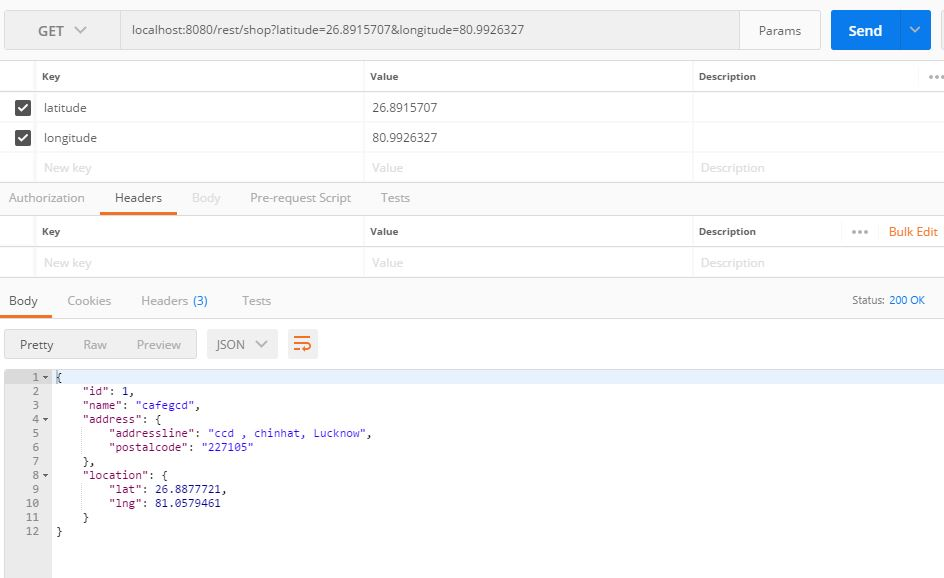 GET localhost:8080/rest/shop?latitude=26.8915707&longitude=80.9926327 Params Send
Key Value Description
latitude 26.8915707
longitude 80.9926327
New key Value Description
Authorization Headers Body Pre-request Script Tests
Key Value Description Bulk Edit
New key Value Description
Body Cookies Headers (3) Tests Status: 200 OK
Pretty Raw Preview JSON
1 {
2 "id": 1,
3 "name": "cafegcd",
4 "address": {
5 "addressline": "ccd , chinhat, Lucknow",
6 "postalcode": "227105"
7 },
8 "location": {
9 "lat": 26.8877721,
10 "lng": 81.0579461
11 }
12 }